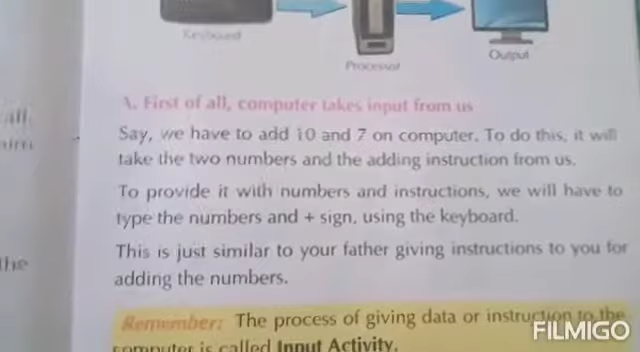 Keyboard
Processor
Output
1. First of all, computer takes input from us
Say, we have to add 10 and 7 on computer. To do this, it will
take the two numbers and the adding instruction from us.
To provide it with numbers and instructions, we will have to
type the numbers and + sign, using the keyboard.
This is just similar to your father giving instructions to you for
adding the numbers.
Remember: The process of giving data or instruction to the
computer is called Input Activity.
all
the
FILMIGO